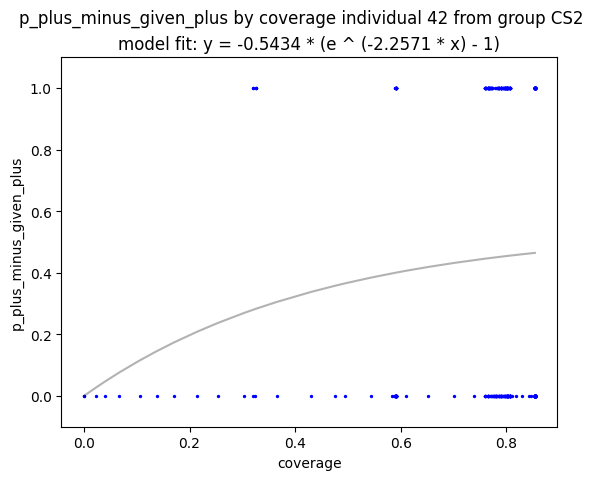 p_plus_minus_given_plus by coverage individual 42 from group CS2
model fit: y = -0.5434 * (e ^ (-2.2571 * x) - 1)
1.0
0.8
0.6
0.4
0.2
0.0
p_plus_minus_given_plus
0.0 0.2 0.4 0.6 0.8
coverage